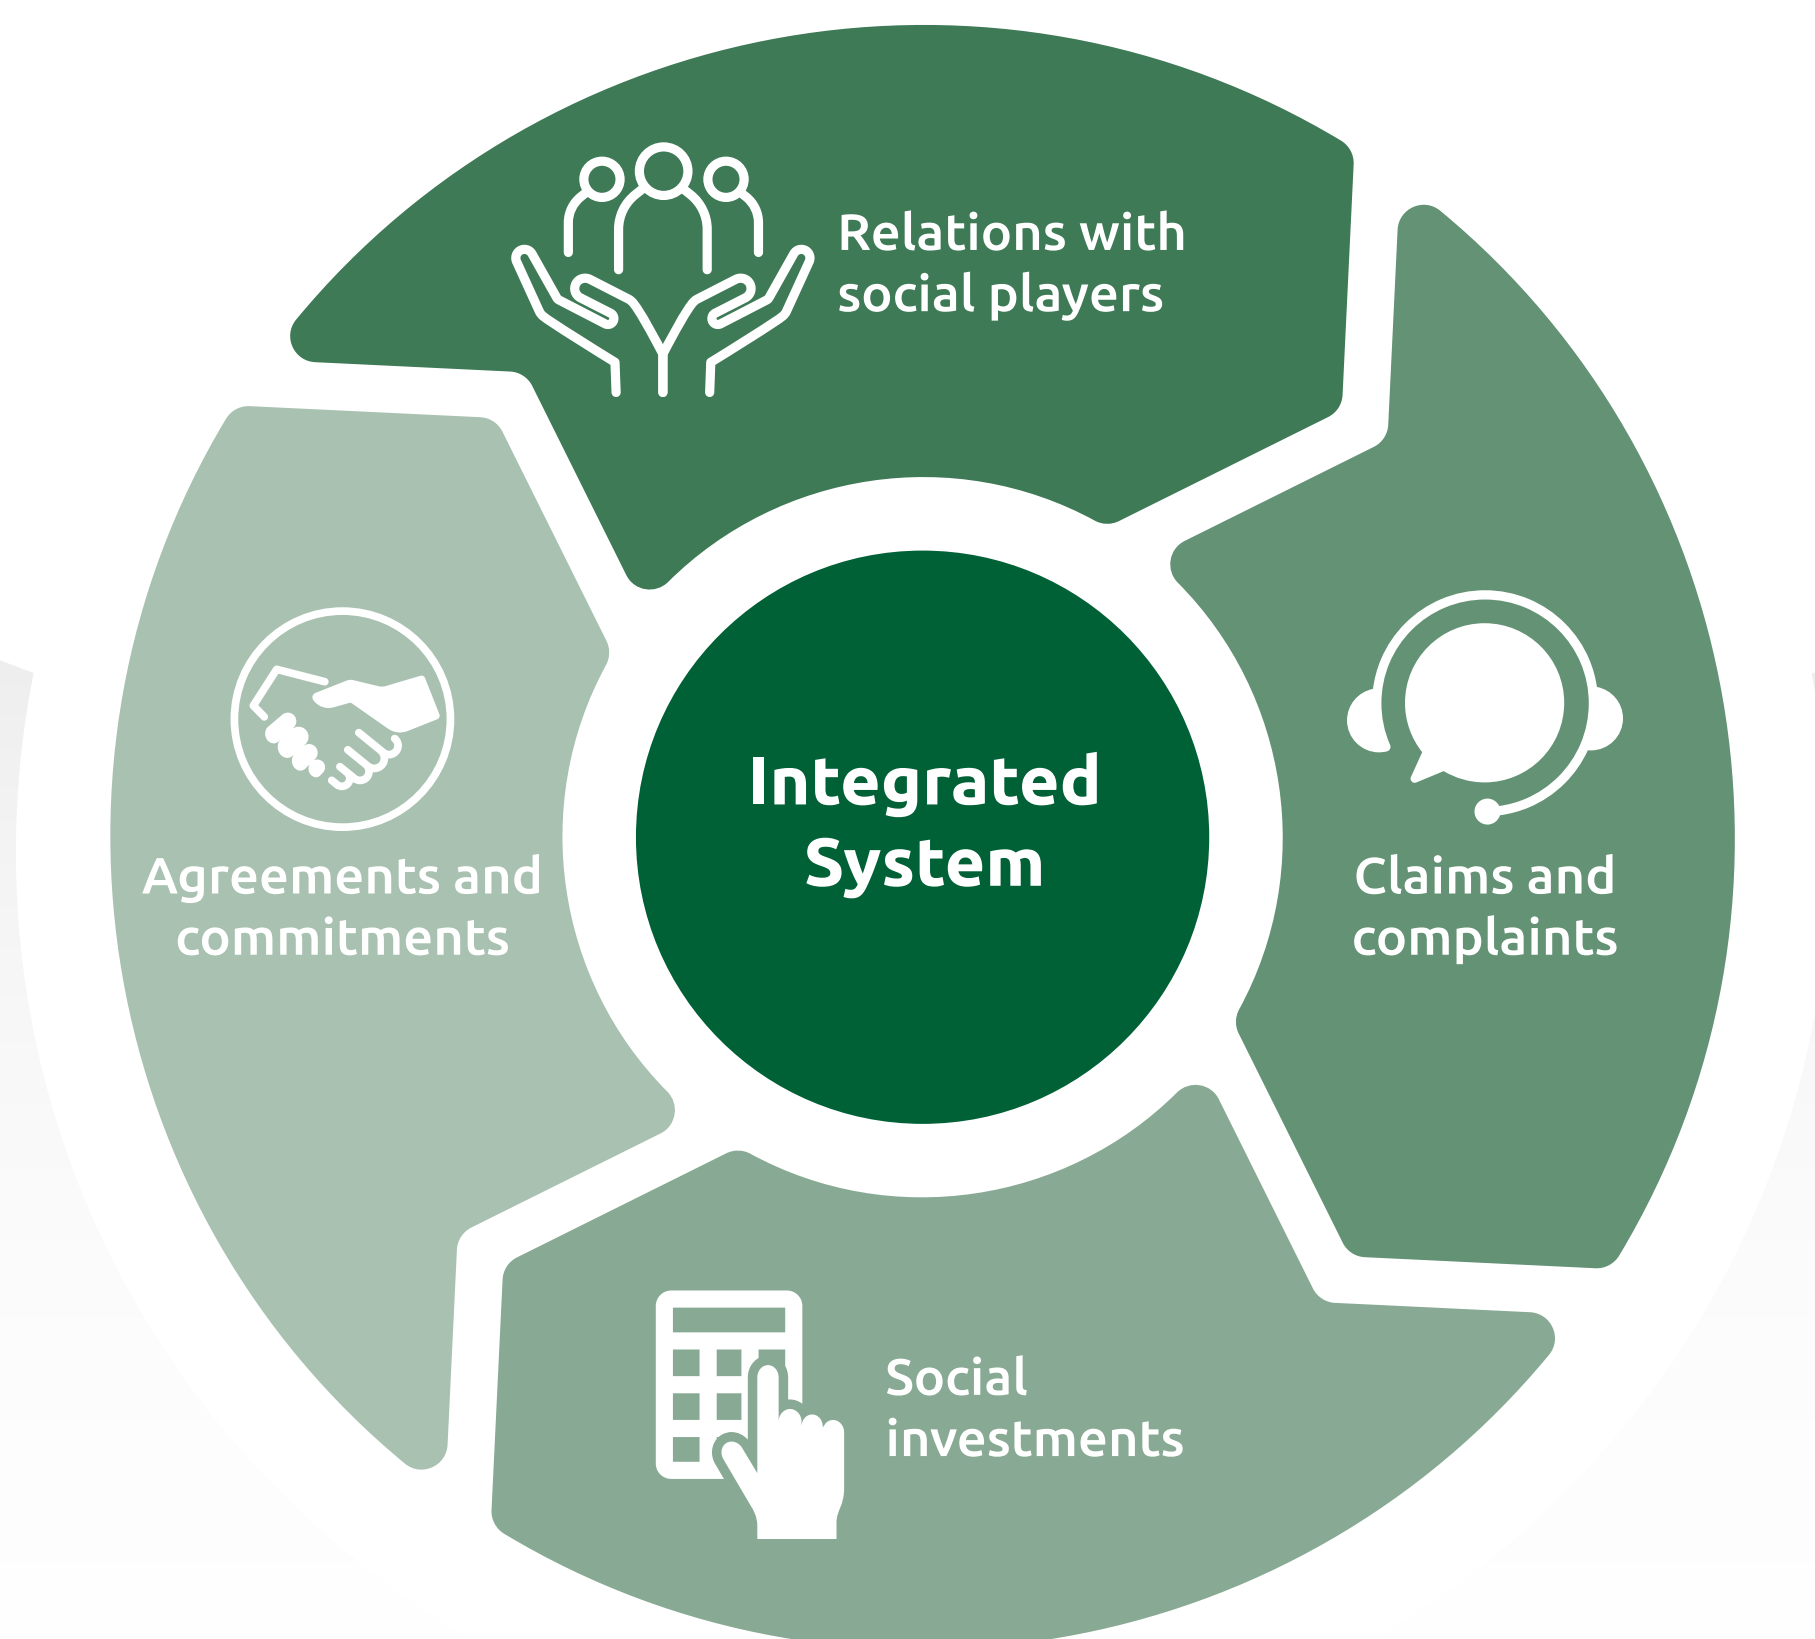 Relations with
social players
Integrated
System
Agreements and
commitments
Claims and
complaints
Social
investments